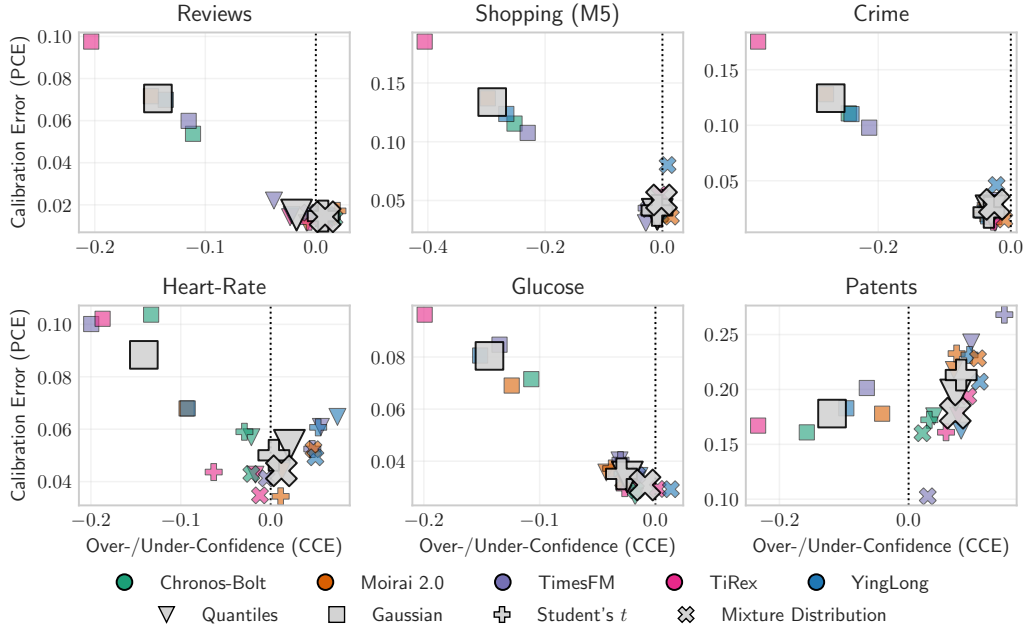 Reviews
Shopping (M5)
Crime
Calibration Error (PCE)
0.10
0.08
0.06
0.04
0.02
−0.2
−0.1
0.0
0.15
0.10
0.05
−0.4
−0.2
0.0
0.15
0.10
0.05
−0.2
0.0
Heart-Rate
Glucose
Patents
Calibration Error (PCE)
0.10
0.08
0.06
0.04
−0.2
−0.1
0.0
0.08
0.06
0.04
−0.2
−0.1
0.0
0.25
0.20
0.15
0.10
−0.2
0.0
Over-/Under-Confidence (CCE)
Over-/Under-Confidence (CCE)
Over-/Under-Confidence (CCE)
Chronos-Bolt
Moirai 2.0
TimesFM
TiRex
YingLong
Quantiles
Gaussian
Student's t
Mixture Distribution